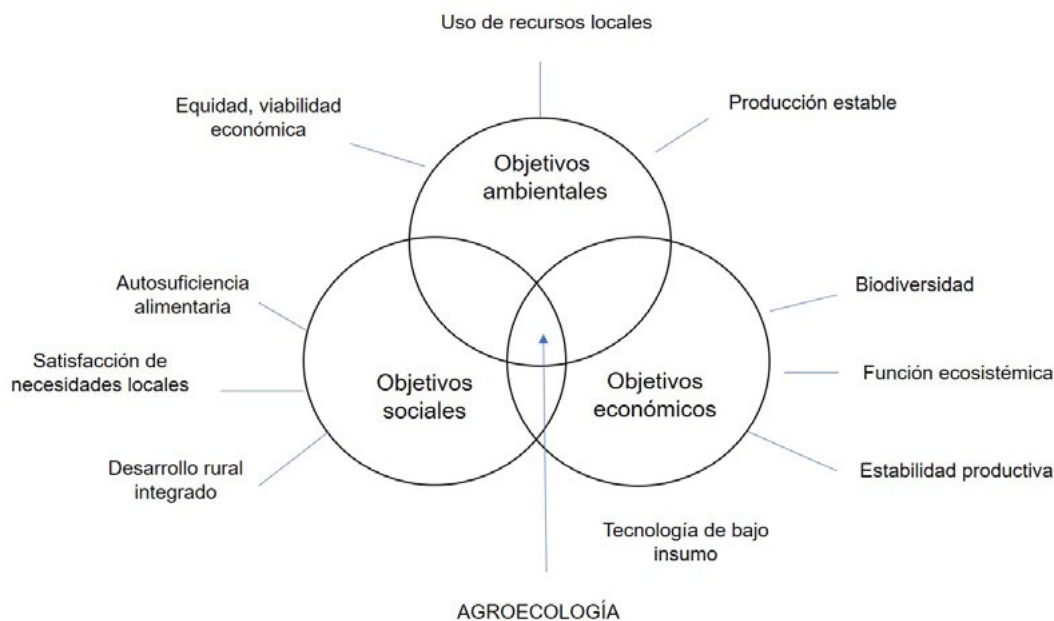 Uso de recursos locales
Equidad, viabilidad
económica
Producción estable
Objetivos
ambientales
Autosuficiencia
alimentaria
Biodiversidad
Satisfacción de
necesidades locales
Objetivos
sociales
Objetivos
económicos
Función ecosistémica
Desarrollo rural
integrado
Estabilidad productiva
Tecnología de bajo
insumo
AGROECOLOGÍA